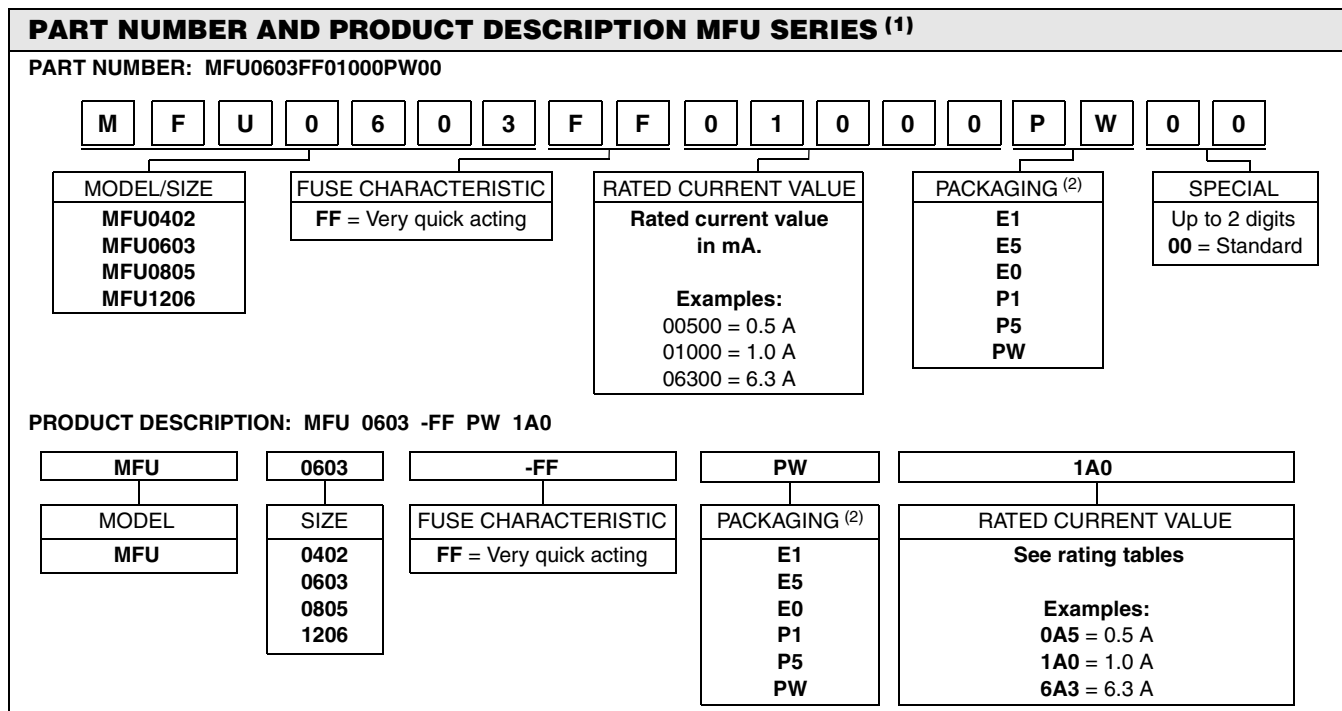 PART NUMBER AND PRODUCT DESCRIPTION MFU SERIES (1)
PART NUMBER: MFU0603FF01000PW00
M F U 0 6 0 3 F F 0 1 0 0 0 P W 0 0
MODEL/SIZE
MFU0402
MFU0603
MFU0805
MFU1206
FUSE CHARACTERISTIC
FF = Very quick acting
RATED CURRENT VALUE
Rated current value
in mA.
Examples:
00500 = 0.5 A
01000 = 1.0 A
06300 = 6.3 A
PACKAGING (2)
E1
E5
E0
P1
P5
PW
SPECIAL
Up to 2 digits
00 = Standard
PRODUCT DESCRIPTION: MFU 0603 -FF PW 1A0
MFU 0603 -FF PW 1A0
MODEL
MFU
SIZE
0402
0603
0805
1206
FUSE CHARACTERISTIC
FF = Very quick acting
PACKAGING (2)
E1
E5
E0
P1
P5
PW
RATED CURRENT VALUE
See rating tables
Examples:
0A5 = 0.5 A
1A0 = 1.0 A
6A3 = 6.3 A